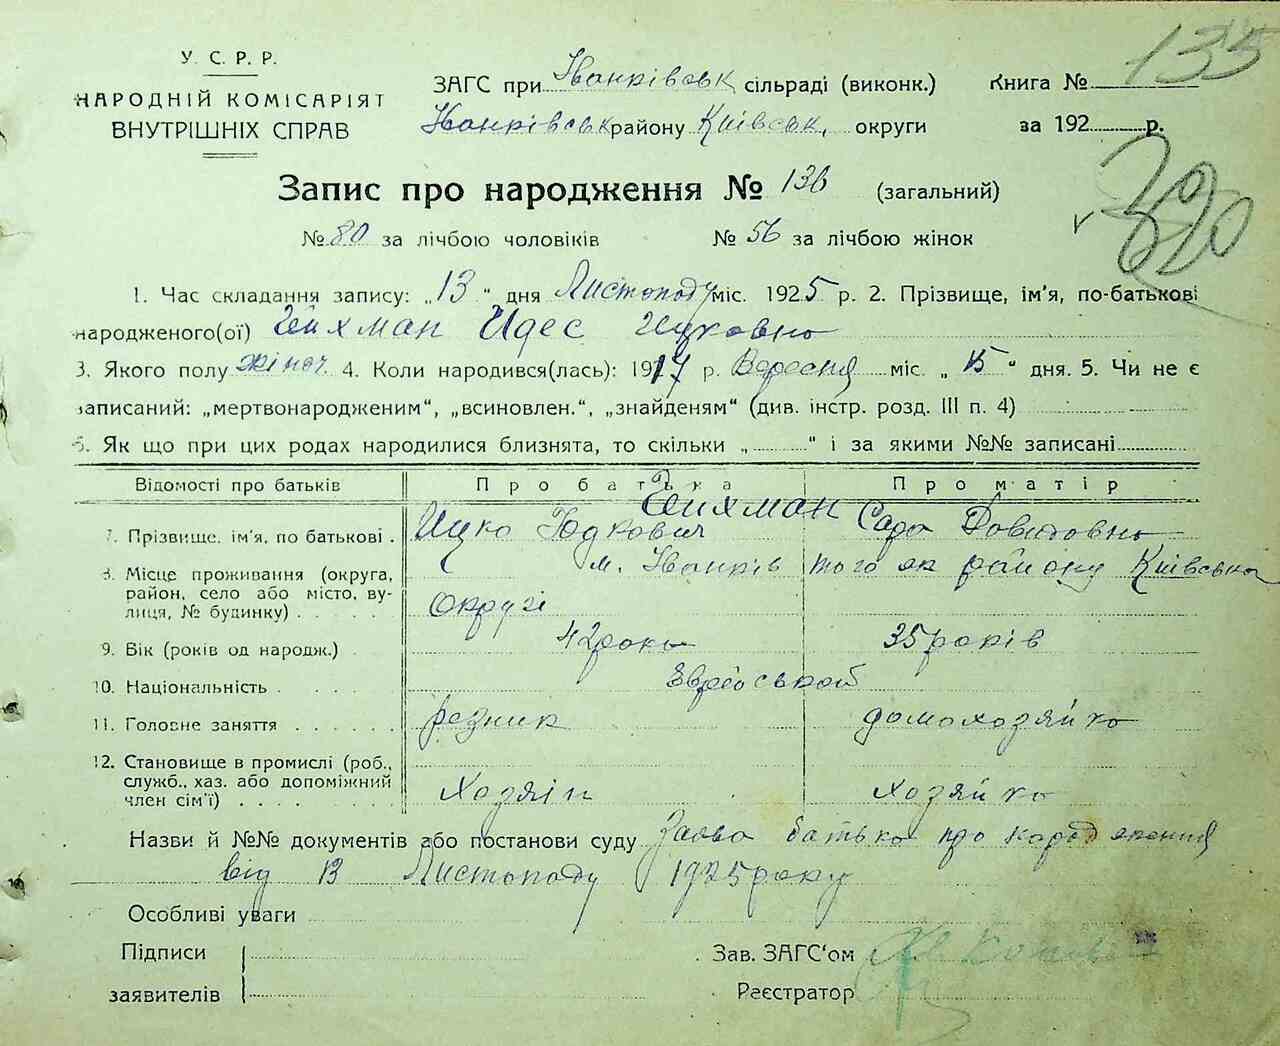 135
У. С. Р. Р.
НАРОДНІЙ КОМІСАРІЯТ
ВНУТРІШНІХ СПРАВ
ЗАГС при Іванківськ сільраді (виконк.) Книга №
Іванківськ району Київськ. округи за 192 р.
Запис про народження № 136 (загальний)
320
№ 80 за лічбою чоловіків № 56 за лічбою жінок
1. Час складання запису: „13“ дня Листопаду міс. 1925 р. 2. Прізвище, ім'я, по-батькові
народженого(ої) Ейхман Идес Ицковна
3. Якого полу жіноч. 4. Коли народився(лась): 1917 р. Вересня міс. „15“ дня. 5. Чи не є
записаний: „мертвонародженим“, „всиновлен.“, „знайденям“ (див. інстр. розд. III п. 4)
6. Як що при цих родах народилися близнята, то скільки „ “ і за якими №№ записані
Відомості про батьків Про батька Про матір
Ейхман
7. Прізвище, ім'я, по батькові . Ицко Юдкович Сара Довидовна
8. Місце проживання (округа, район, село або місто, вулиця, № будинку) . . . . . м. Іванків того ж району Київська
округі
9. Вік (років од народж.) . 42 роки 35 років
10. Національність . . . . . Еврейськой
11. Головне заняття . . . . . . резник домохозяйка
12. Становище в промислі (роб., служб., хаз. або допоміжний член сім'ї) . . . . . Хозяін хозяйка
Назви й №№ документів або постанови суду Заява батька про народження
від 13 Листопаду 1925 року
Особливі уваги
Підписи Зав. ЗАГС‘ом
заявителів Реєстратор